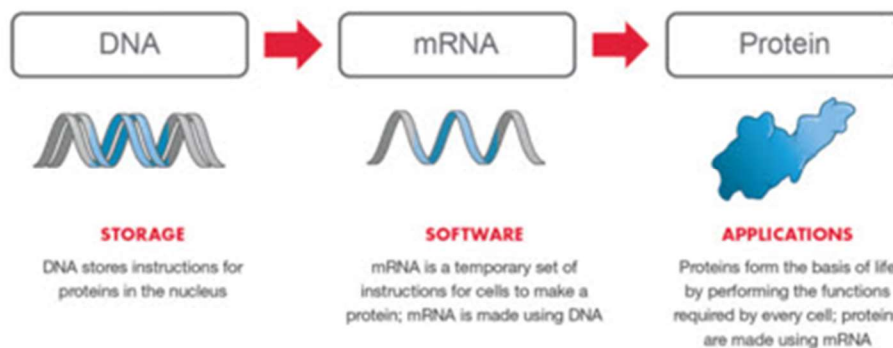 DNA
mRNA
Protein
STORAGE
DNA stores instructions for
proteins in the nucleus
SOFTWARE
mRNA is a temporary set of
instructions for cells to make a
protein; mRNA is made using DNA
APPLICATIONS
Proteins form the basis of life
by performing the functions
required by every cell; protein
are made using mRNA